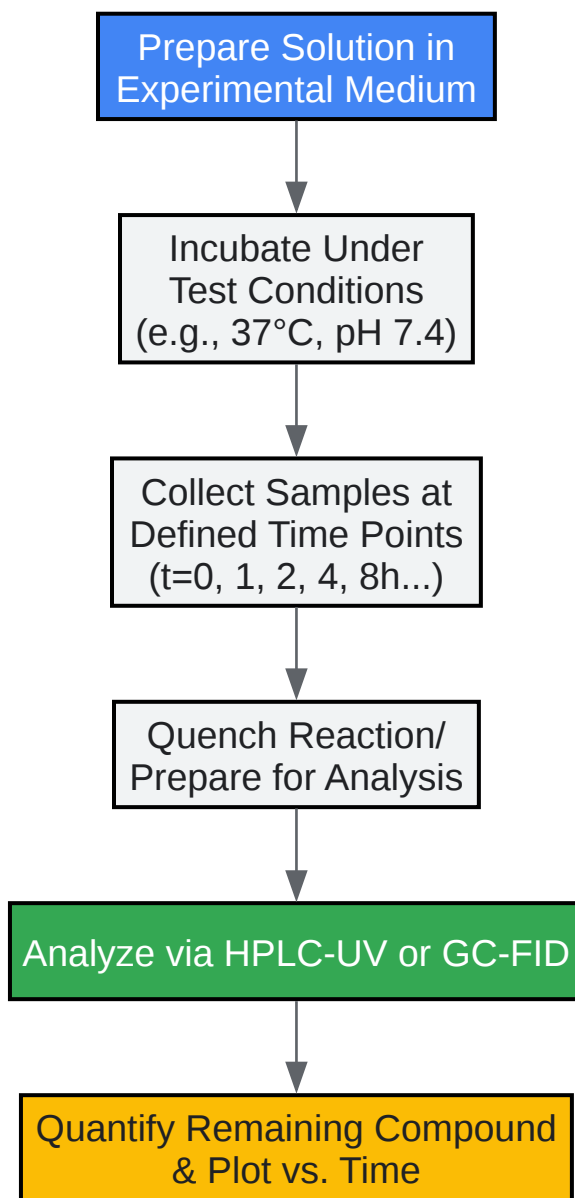 Prepare Solution in
Experimental Medium
Incubate Under
Test Conditions
(e.g., 37°C, pH 7.4)
Collect Samples at
Defined Time Points
(t=0, 1, 2, 4, 8h...)
Quench Reaction/
Prepare for Analysis
Analyze via HPLC-UV or GC-FID
Quantify Remaining Compound
& Plot vs. Time